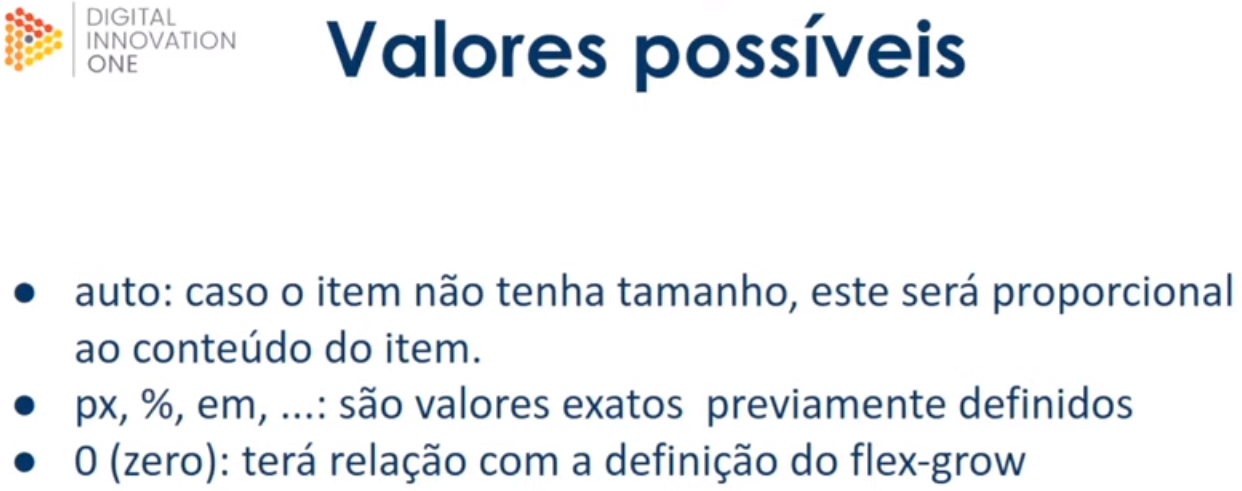 DIGITAL
INNOVATION
ONE
Valores possíveis
● auto: caso o item não tenha tamanho, este será proporcional
ao conteúdo do item.
● px, %, em, ...: são valores exatos previamente definidos
● 0 (zero): terá relação com a definição do flex-grow